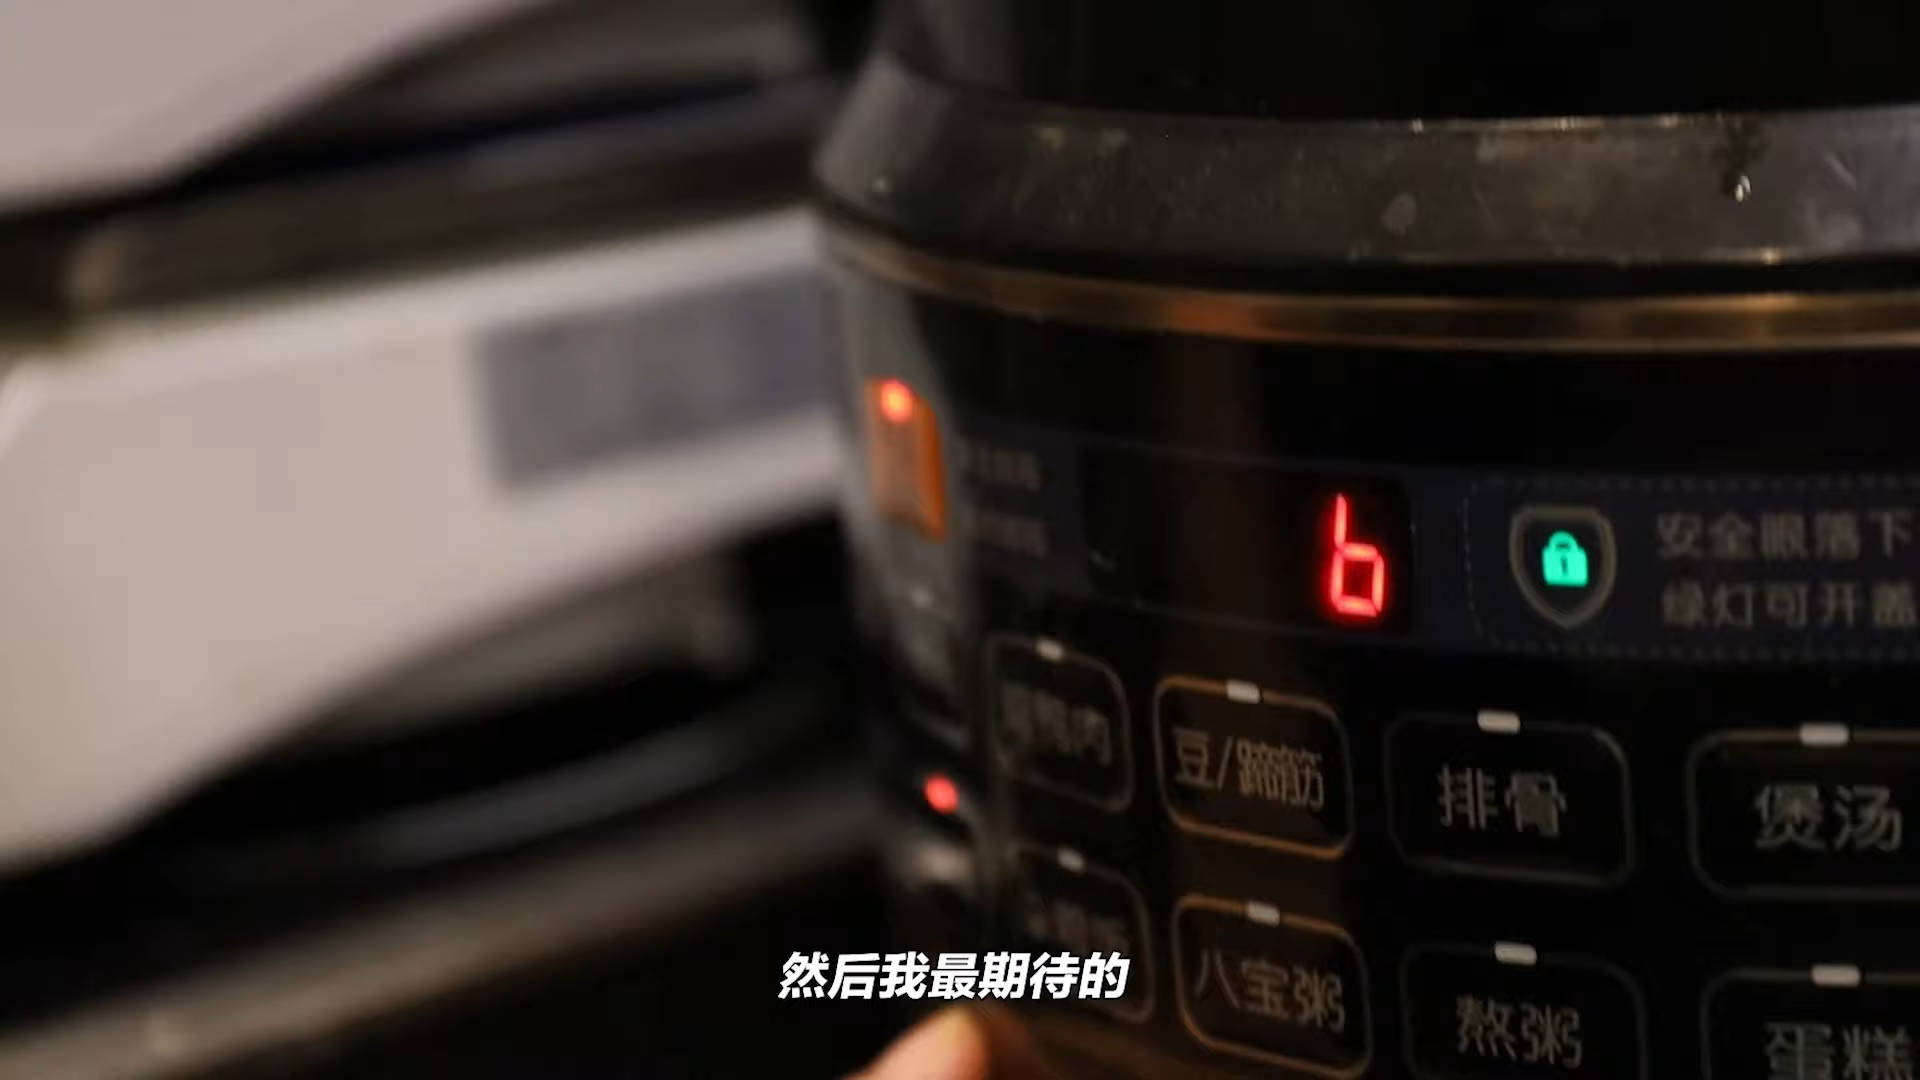 6
安全眼落下
绿灯可开盖
豆/蹄筋
排骨
煲汤
八宝粥
熬粥
蛋糕
然后我最期待的